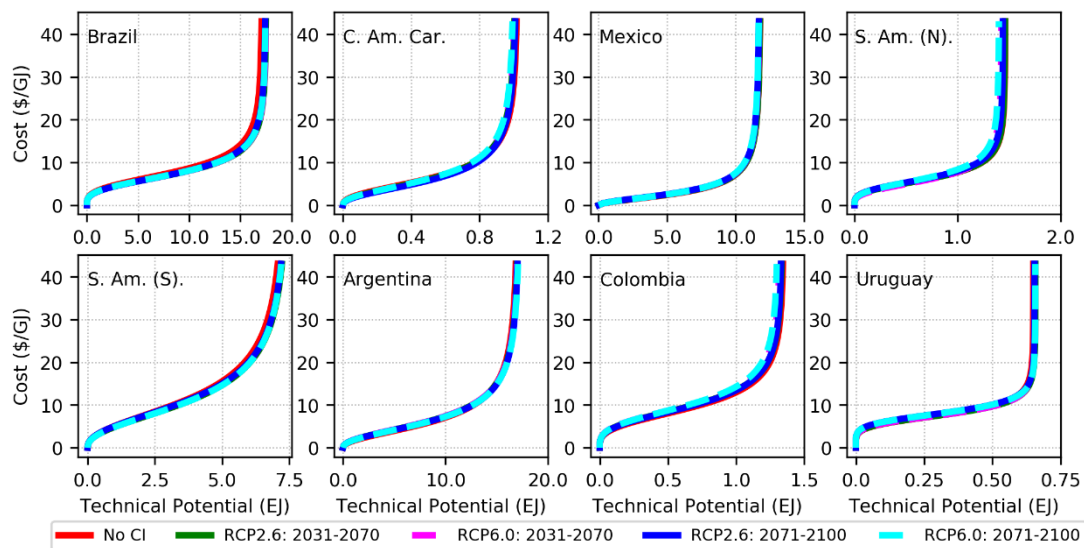 Cost ($/GJ)
40
30
20
10
0
Brazil
0.0 5.0 10.0 15.0 20.0
C. Am. Car.
0.0 0.4 0.8 1.2
Mexico
0.0 5.0 10.0 15.0
S. Am. (N).
0.0 1.0 2.0
Cost ($/GJ)
40
30
20
10
0
S. Am. (S).
0.0 2.5 5.0 7.5
Technical Potential (EJ)
Argentina
0.0 10.0 20.0
Technical Potential (EJ)
Colombia
0.0 0.5 1.0 1.5
Technical Potential (EJ)
Uruguay
0.00 0.25 0.50 0.75
Technical Potential (EJ)
No CI RCP2.6: 2031-2070 RCP6.0: 2031-2070 RCP2.6: 2071-2100 RCP6.0: 2071-2100